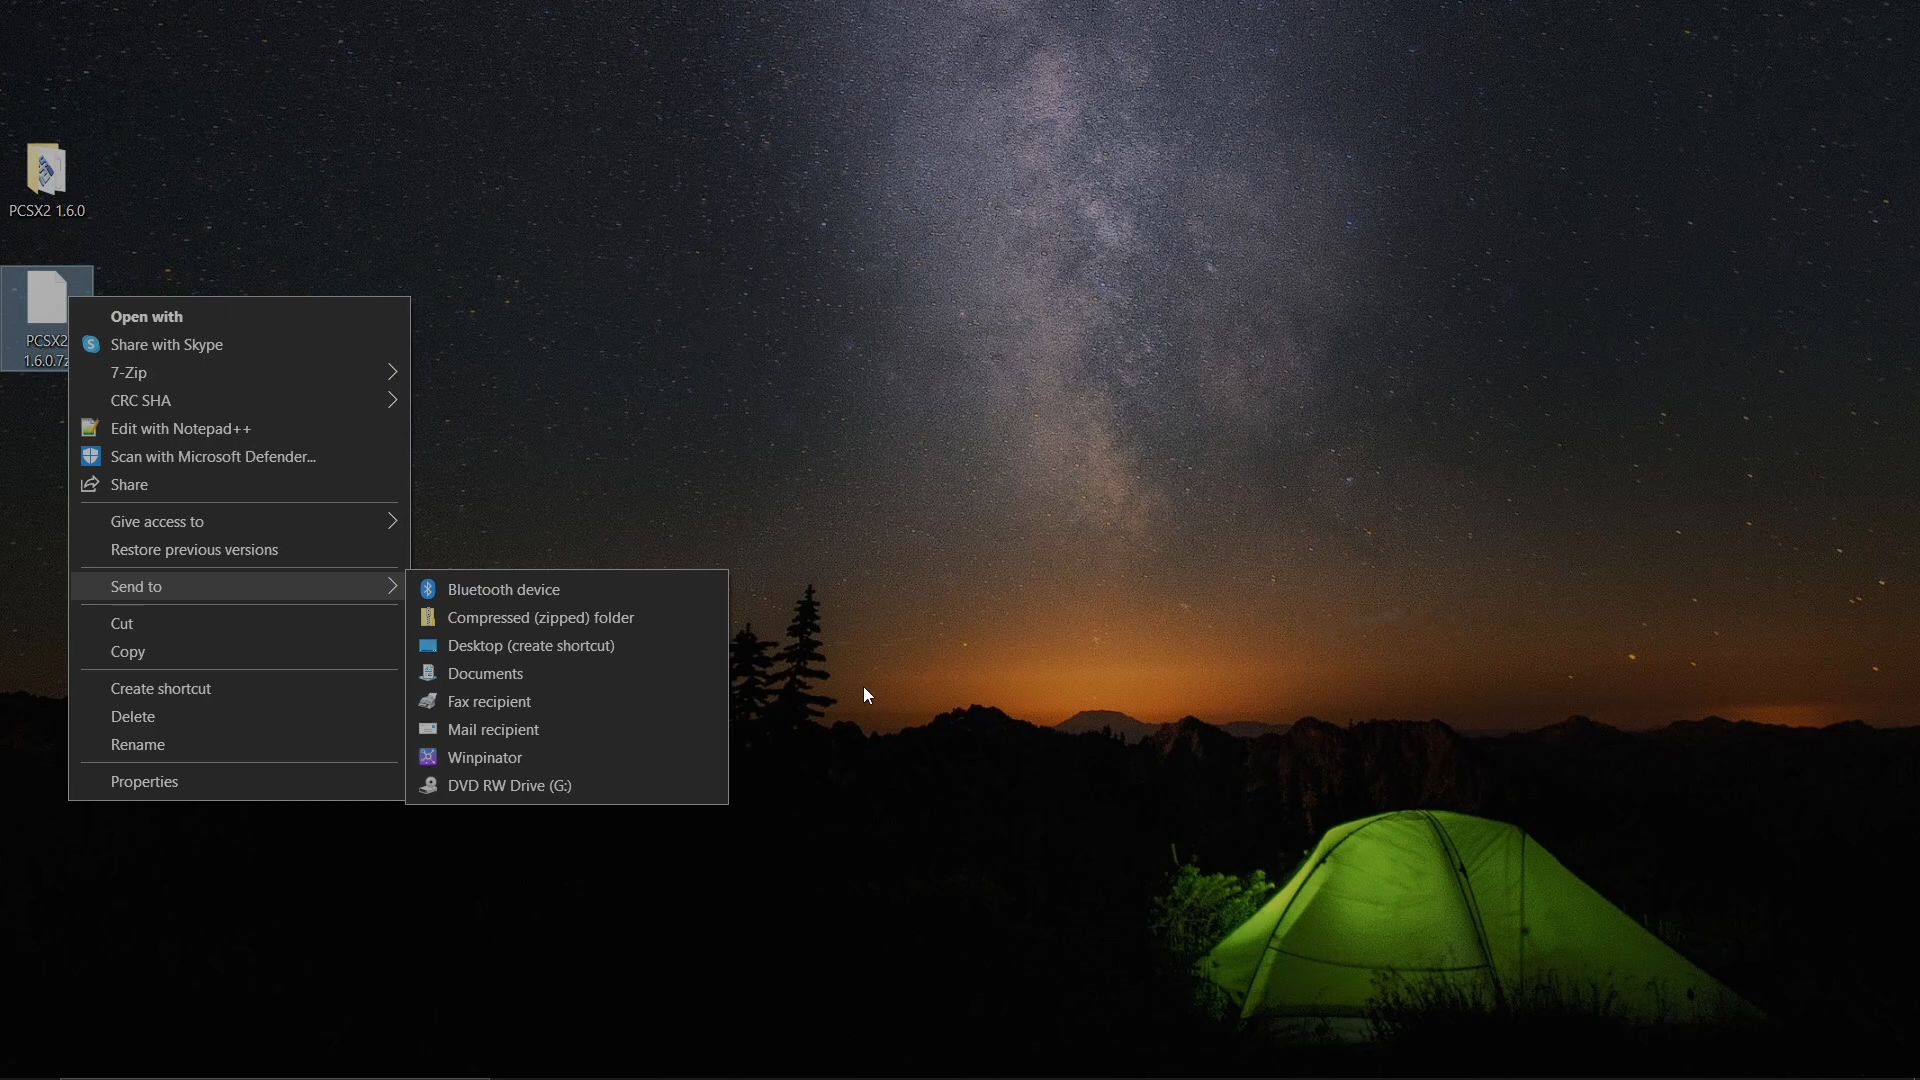 PCSX2 1.6.0
PCSX2
1.6.0.7z
Open with
Share with Skype
7-Zip
CRC SHA
Edit with Notepad++
Scan with Microsoft Defender...
Share
Give access to
Restore previous versions
Send to
Cut
Copy
Create shortcut
Delete
Rename
Properties
Bluetooth device
Compressed (zipped) folder
Desktop (create shortcut)
Documents
Fax recipient
Mail recipient
Winpinator
DVD RW Drive (G:)